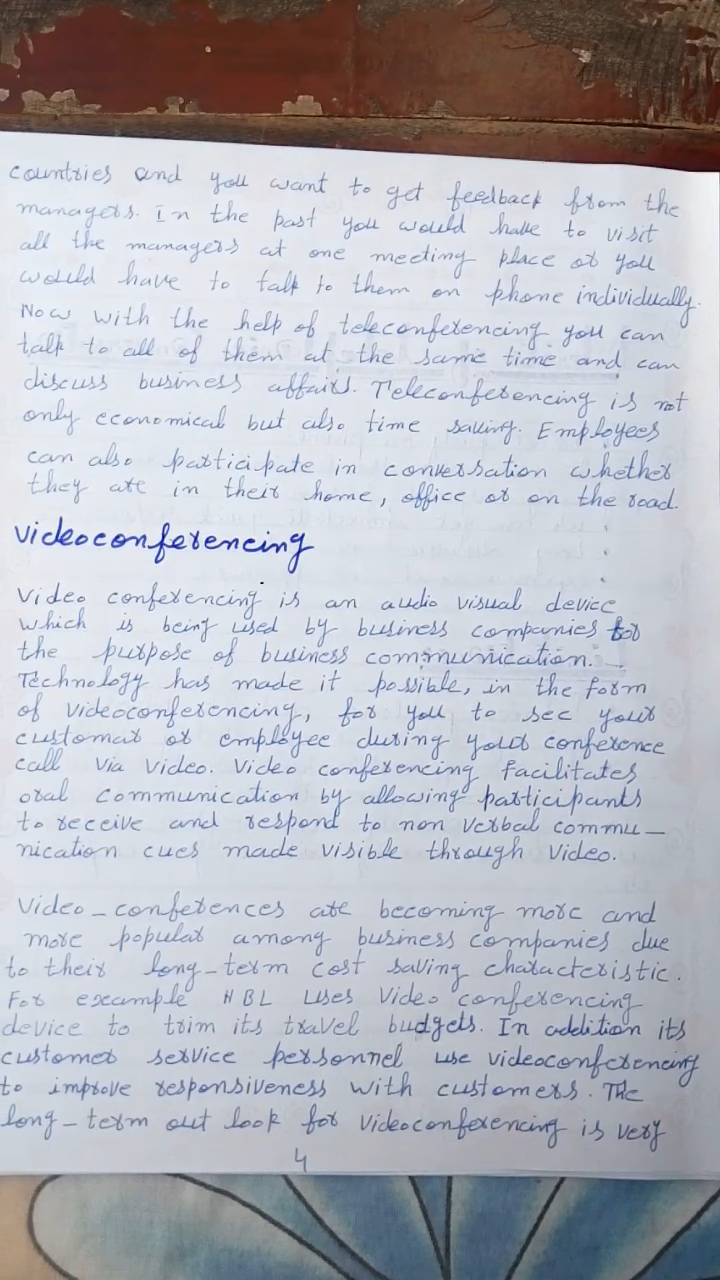 countries and you want to get feedback from the
managers. In the past you would have to visit
all the managers at one meeting place or you
would have to talk to them on phone individually.
Now with the help of teleconferencing you can
talk to all of them at the same time and can
discuss business affairs. Teleconferencing is not
only economical but also time saving. Employees
can also participate in conversation whether
they are in their home, office or on the road.
Videoconferencing
Video conferencing is an audio visual device
which is being used by business companies for
the purpose of business communication.
Technology has made it possible, in the form
of videoconferencing, for you to see your
customar or employee during your conference
call via video. Video conferencing facilitates
oral communication by allowing participants
to receive and respond to non verbal commu-
nication cues made visible through video.
Video-conferences are becoming more and
more popular among business companies due
to their long-term cost saving characteristic.
For example HBL uses video conferencing
device to trim its travel budgets. In addition its
customer service personnel use videoconferencing
to improve responsiveness with customers. The
long-term out look for videoconferencing is very
4